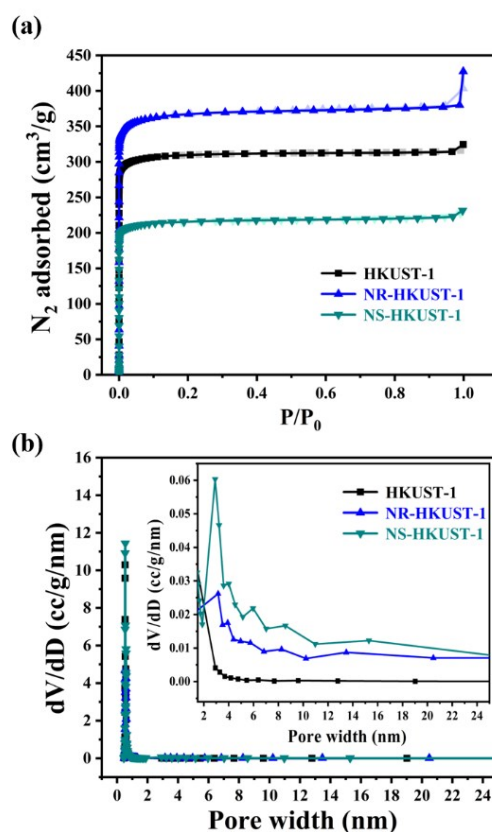 (a)
N₂ adsorbed (cm³/g)
450
400
350
300
250
200
150
100
50
0
HKUST-1
NR-HKUST-1
NS-HKUST-1
0.0 0.2 0.4 0.6 0.8 1.0
P/P₀
(b)
dV/dD (cc/g/nm)
16
14
12
10
8
6
4
2
0
dV/dD (cc/g/nm)
0.06
0.05
0.04
0.03
0.02
0.01
0.00
HKUST-1
NR-HKUST-1
NS-HKUST-1
2 4 6 8 10 12 14 16 18 20 22 24
Pore width (nm)
0 2 4 6 8 10 12 14 16 18 20 22 24
Pore width (nm)